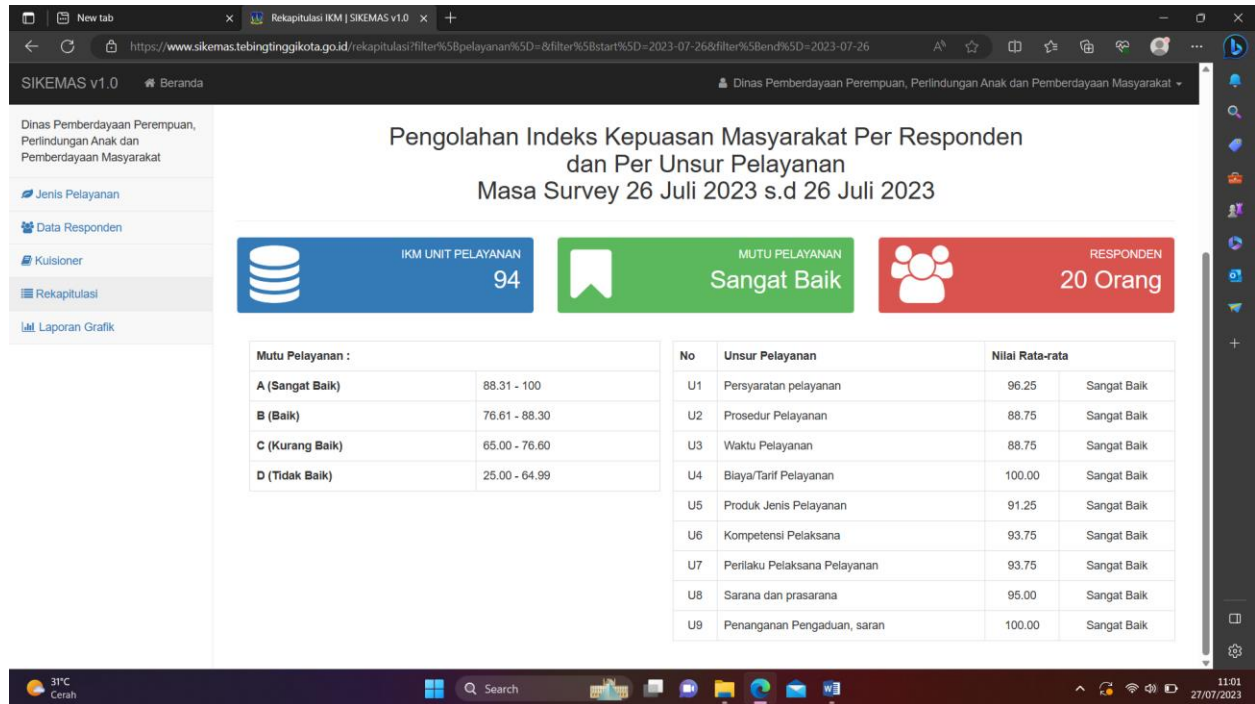 New tab
Rekapitulasi IKM | SIKEMAS v1.0
https://www.sikemas.tebingtinggikota.go.id/rekapitulasi?filter%5Bpelayanan%5D=&filter%5Bstart%5D=2023-07-26&filter%5Bend%5D=2023-07-26
SIKEMAS v1.0 Beranda Dinas Pemberdayaan Perempuan, Perlindungan Anak dan Pemberdayaan Masyarakat
Dinas Pemberdayaan Perempuan,
Perlindungan Anak dan
Pemberdayaan Masyarakat
Jenis Pelayanan
Data Responden
Kuisioner
Rekapitulasi
Laporan Grafik
Pengolahan Indeks Kepuasan Masyarakat Per Responden
dan Per Unsur Pelayanan
Masa Survey 26 Juli 2023 s.d 26 Juli 2023
IKM UNIT PELAYANAN
94
MUTU PELAYANAN
Sangat Baik
RESPONDEN
20 Orang
Mutu Pelayanan :
A (Sangat Baik) 88.31 - 100
B (Baik) 76.61 - 88.30
C (Kurang Baik) 65.00 - 76.60
D (Tidak Baik) 25.00 - 64.99
No Unsur Pelayanan Nilai Rata-rata
U1 Persyaratan pelayanan 96.25 Sangat Baik
U2 Prosedur Pelayanan 88.75 Sangat Baik
U3 Waktu Pelayanan 88.75 Sangat Baik
U4 Biaya/Tarif Pelayanan 100.00 Sangat Baik
U5 Produk Jenis Pelayanan 91.25 Sangat Baik
U6 Kompetensi Pelaksana 93.75 Sangat Baik
U7 Perilaku Pelaksana Pelayanan 93.75 Sangat Baik
U8 Sarana dan prasarana 95.00 Sangat Baik
U9 Penanganan Pengaduan, saran 100.00 Sangat Baik
31°C
Cerah
Search
11:01
27/07/2023